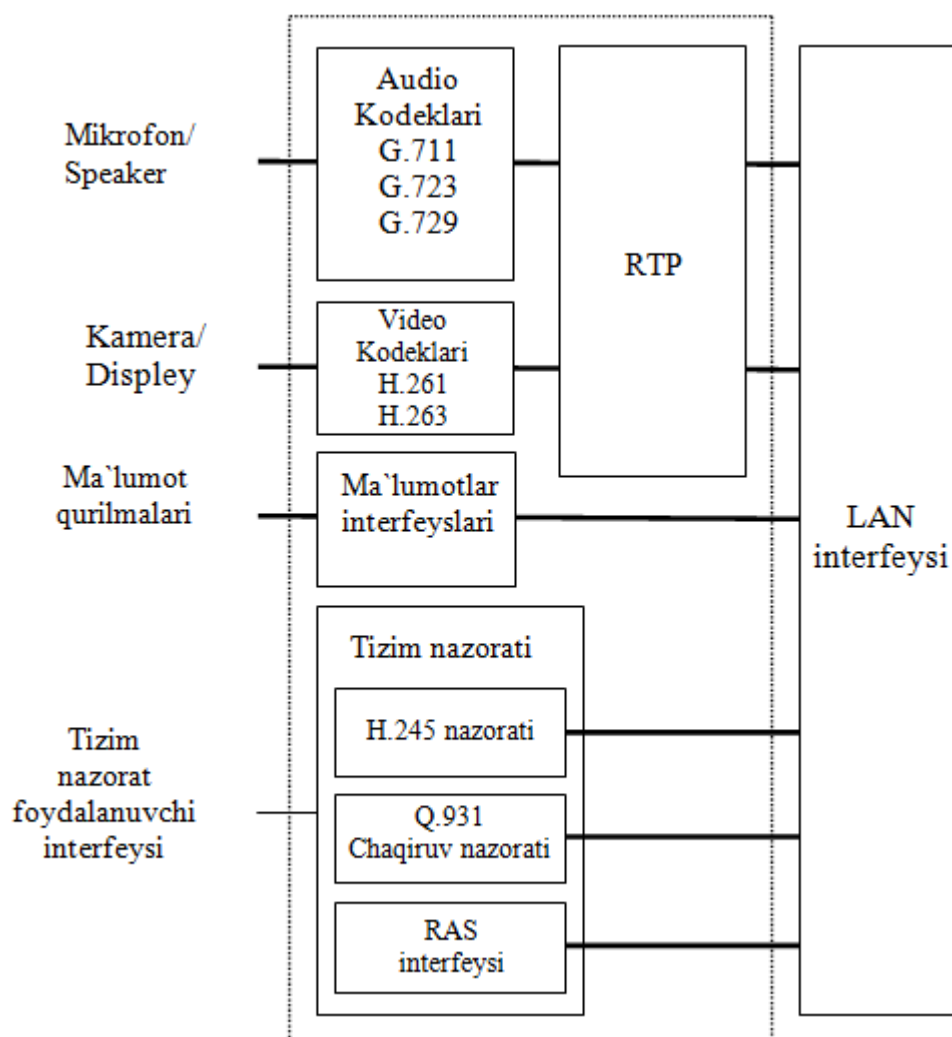 Mikrofon/
Speaker
Audio
Kodeklari
G.711
G.723
G.729
RTP
Kamera/
Displey
Video
Kodeklari
H.261
H.263
Ma`lumot
qurilmalari
Ma`lumotlar
interfeyslari
LAN
interfeysi
Tizim
nazorat
foydalanuvchi
interfeysi
Tizim nazorati
H.245 nazorati
Q.931
Chaqiruv nazorati
RAS
interfeysi